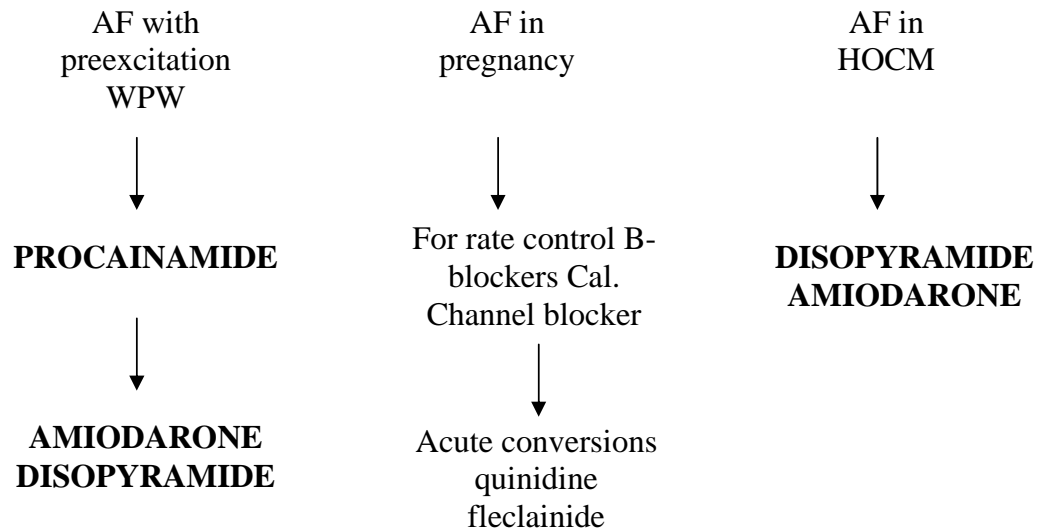 AF with
preexcitation
WPW
PROCAINAMIDE
AMIODARONE
DISOPYRAMIDE
AF in
pregnancy
For rate control B-
blockers Cal.
Channel blocker
Acute conversions
quinidine
fleclainide
AF in
HOCM
DISOPYRAMIDE
AMIODARONE